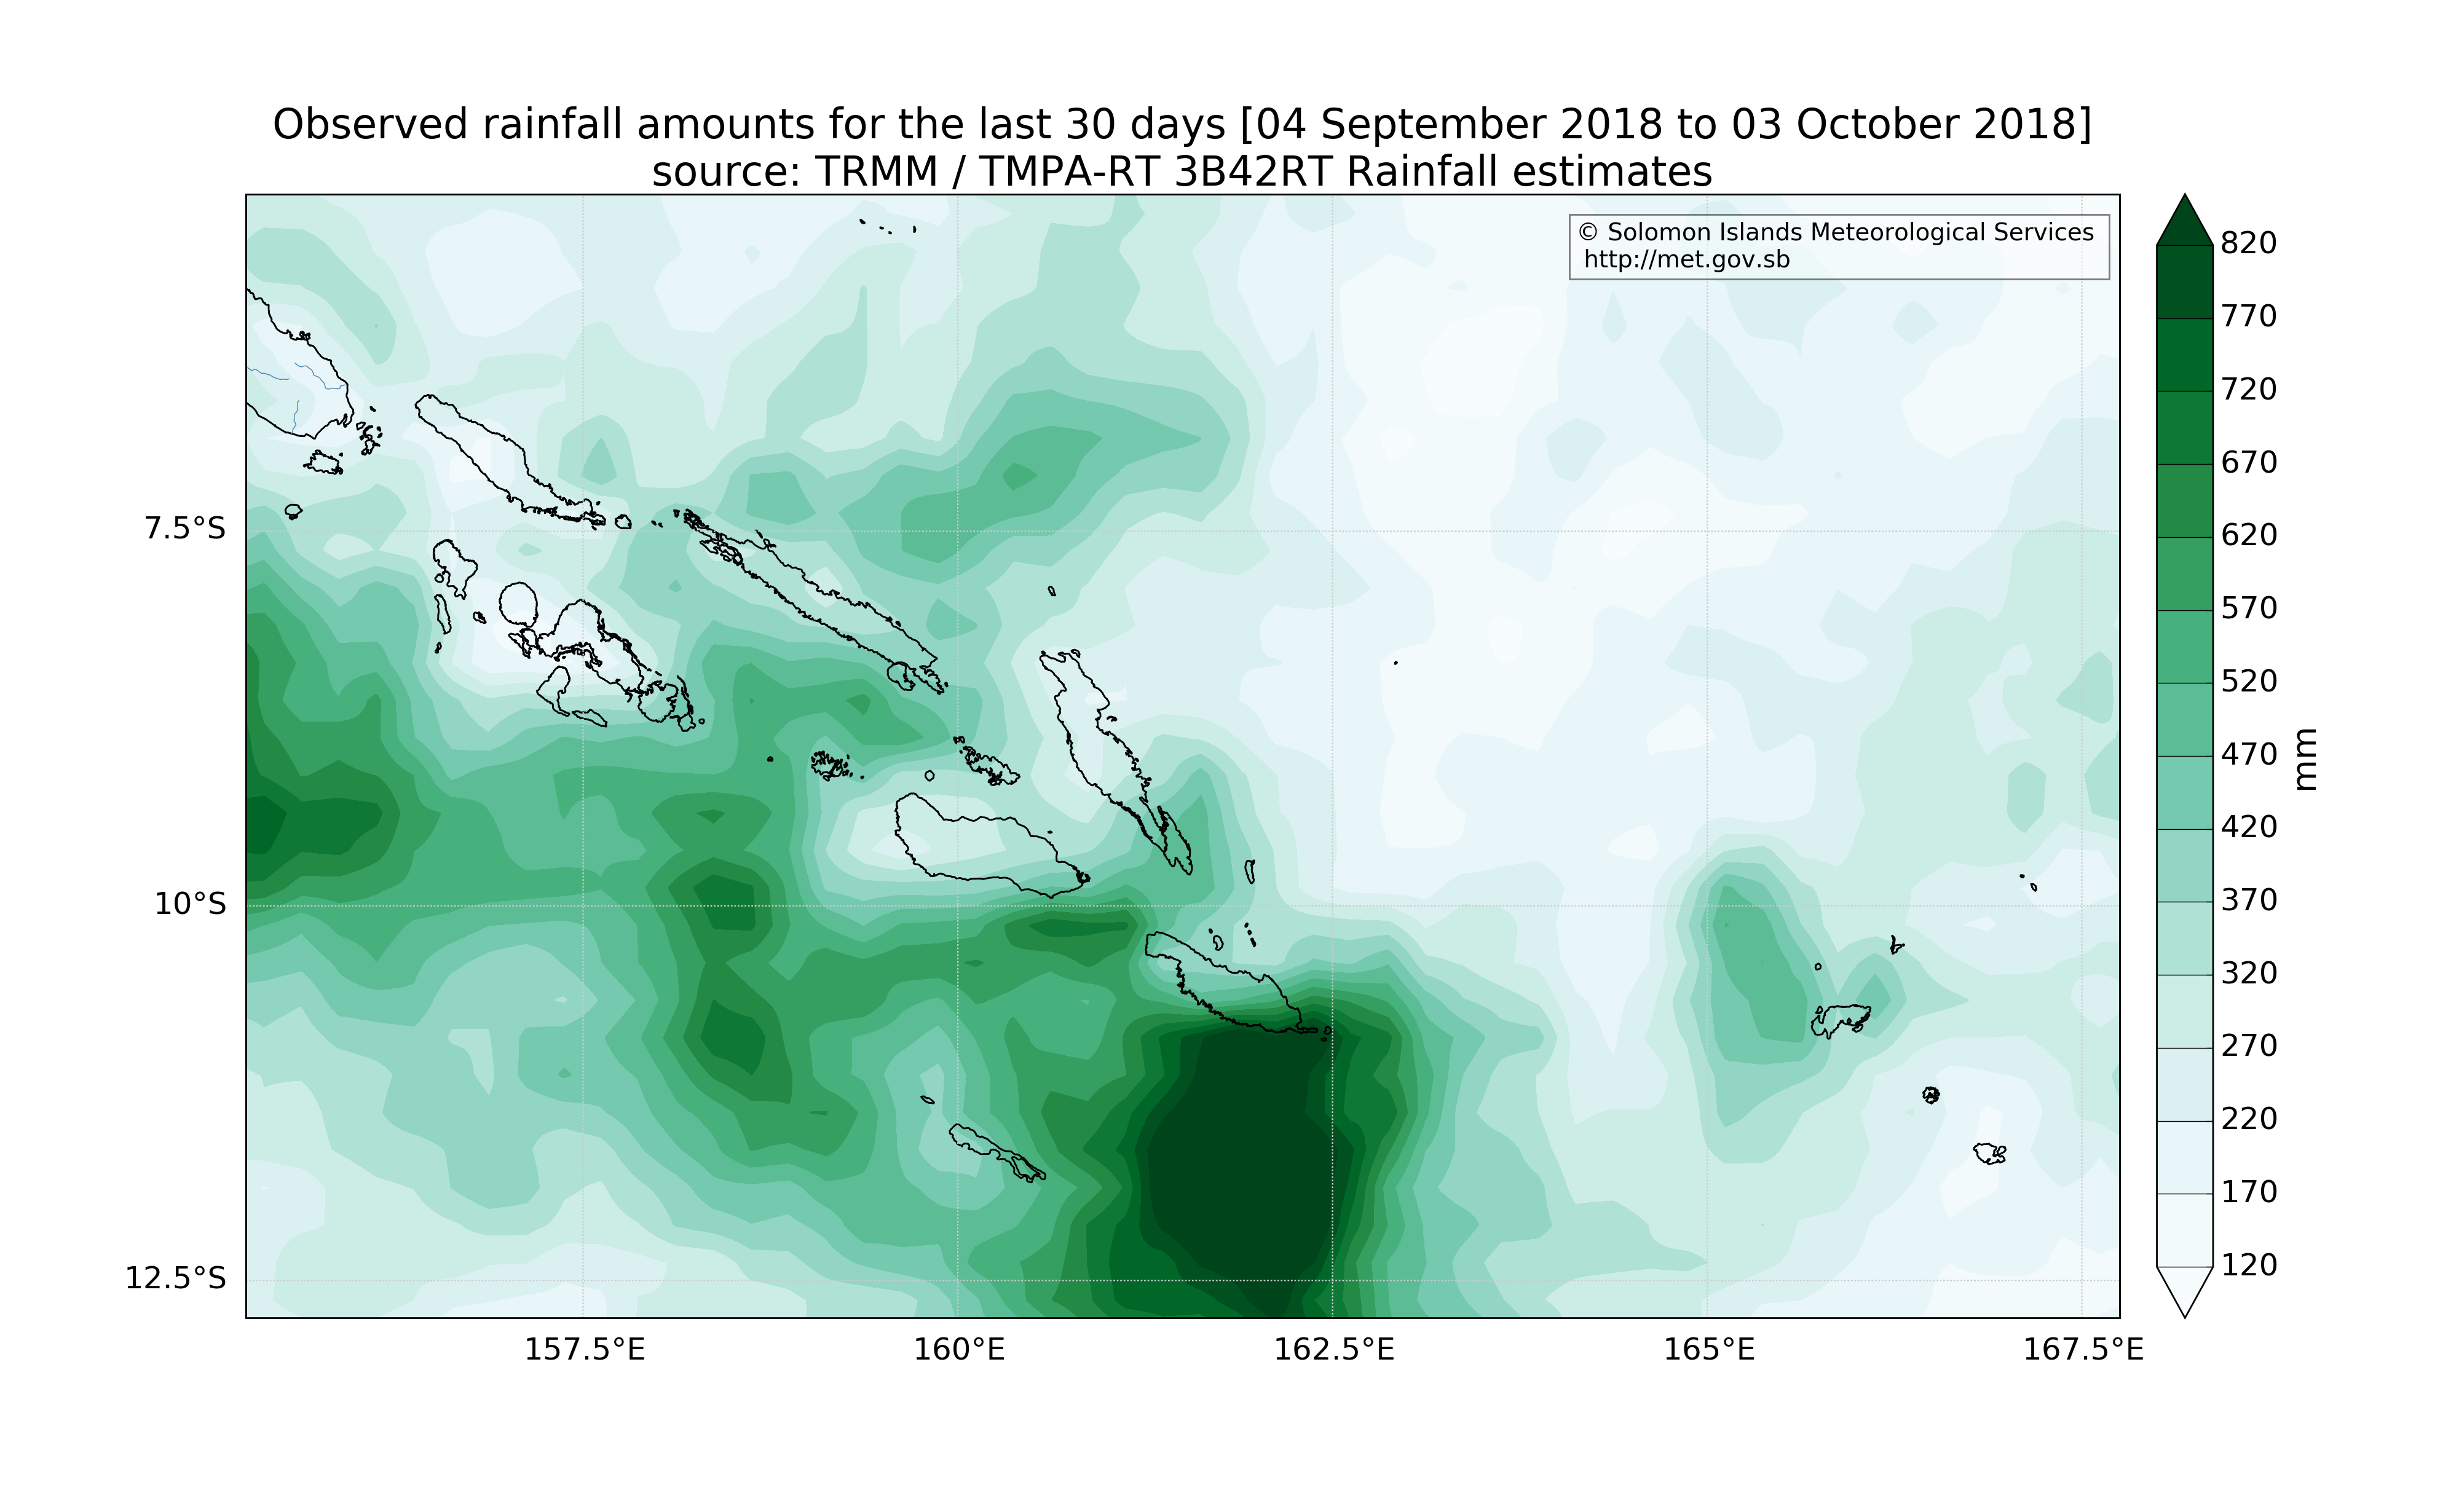 Observed rainfall amounts for the last 30 days [04 September 2018 to 03 October 2018]
source: TRMM / TMPA-RT 3B42RT Rainfall estimates
© Solomon Islands Meteorological Services
http://met.gov.sb
7.5°S
10°S
12.5°S
157.5°E
160°E
162.5°E
165°E
167.5°E
820
770
720
670
620
570
520
470
420
370
320
270
220
170
120
mm